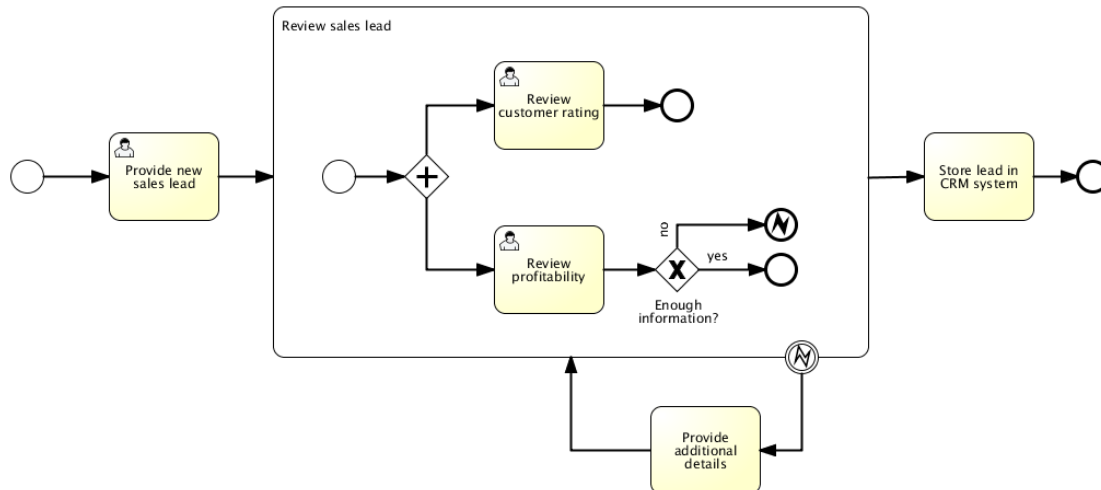 Review sales lead
Review
customer rating
Provide new
sales lead
Store lead in
CRM system
no
yes
Review
profitability
Enough
information?
Provide
additional
details